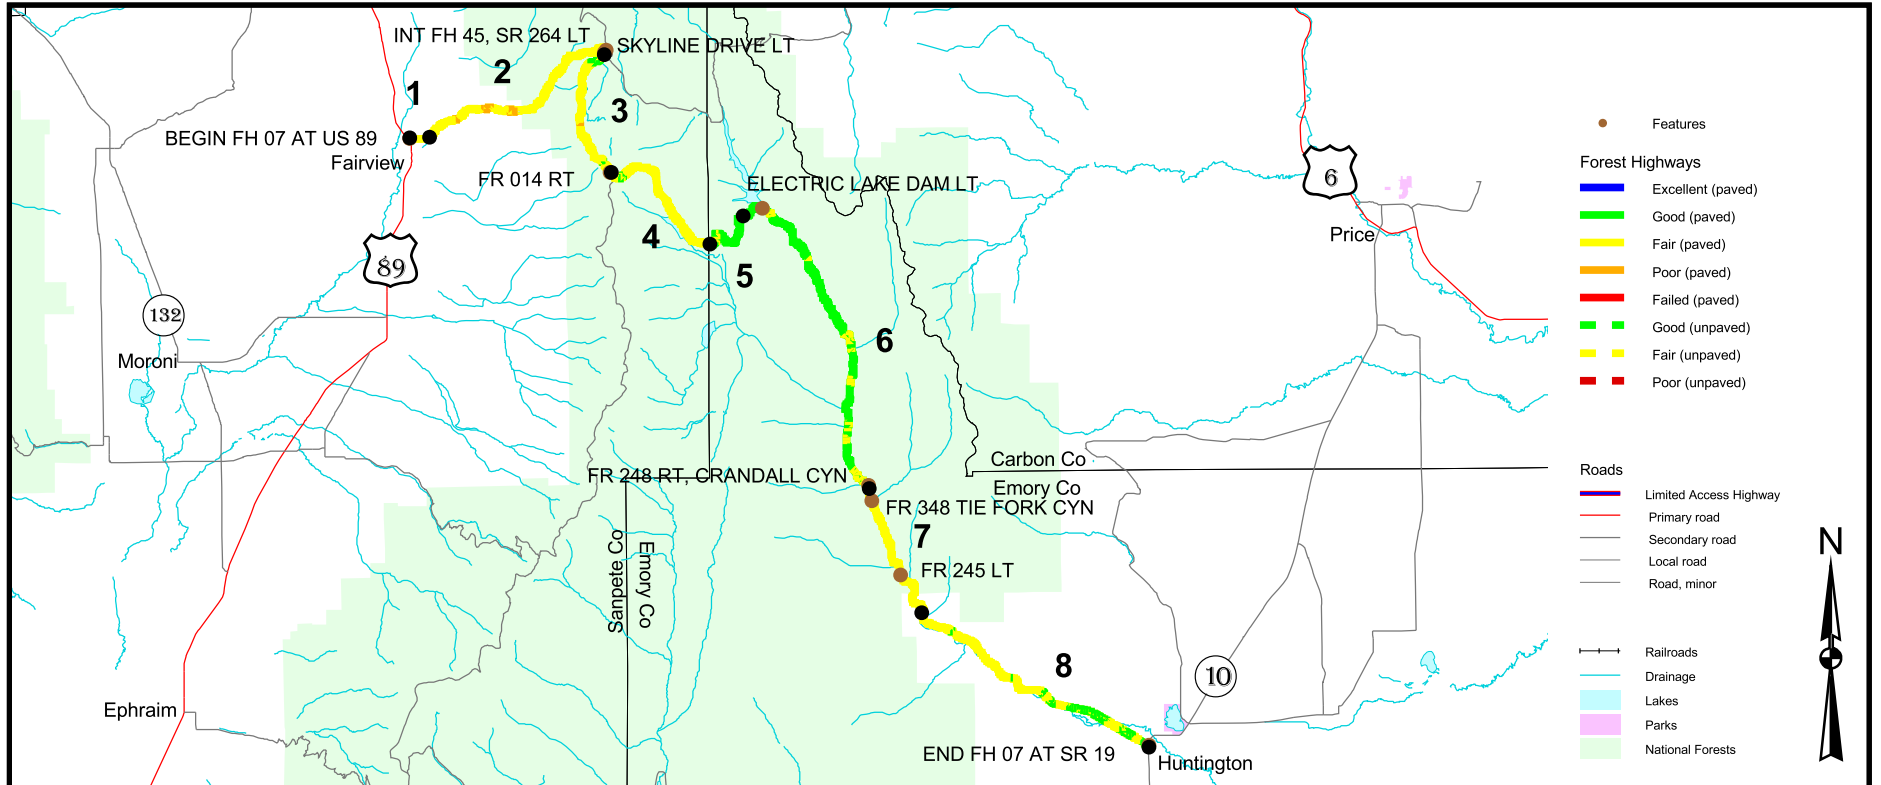 INT FH 45, SR 264 LT
SKYLINE DRIVE LT
2
1
3
BEGIN FH 07 AT US 89
Fairview
FR 014 RT
ELECTRIC LAKE DAM LT
4
5
89
6
Price
132
Moroni
6
FR 248 RT, CRANDALL CYN
Carbon Co
Emory Co
FR 348 TIE FORK CYN
7
Sanpete Co
Emory Co
FR 245 LT
8
10
Ephraim
END FH 07 AT SR 19
Huntington
Features
Forest Highways
Excellent (paved)
Good (paved)
Fair (paved)
Poor (paved)
Failed (paved)
Good (unpaved)
Fair (unpaved)
Poor (unpaved)
Roads
Limited Access Highway
Primary road
Secondary road
Local road
Road, minor
N
Railroads
Drainage
Lakes
Parks
National Forests